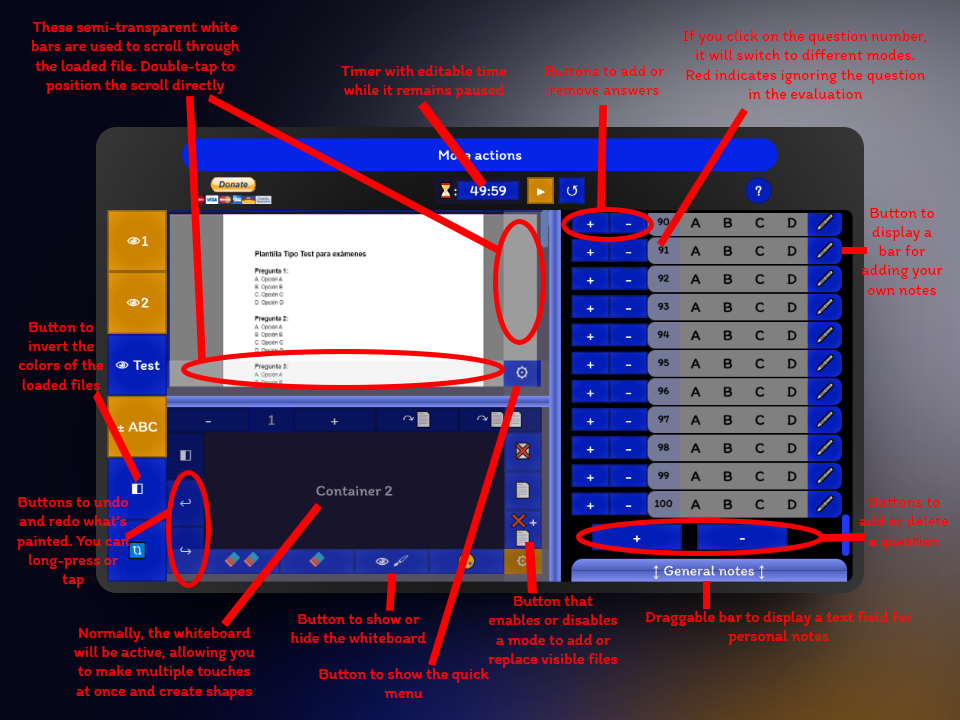 These semi-transparent white
bars are used to scroll through
the loaded file. Double-tap to
position the scroll directly
Timer with editable time
while it remains paused
Buttons to add or
remove answers
If you click on the question number,
it will switch to different modes.
Red indicates ignoring the question
in the evaluation
More actions
Donate
VISA
: 49:59
?
1
2
Test
± ABC
Plantilla Tipo Test para exámenes
Pregunta 1:
A. Opción A
B. Opción B
C. Opción C
D. Opción D
Pregunta 2:
A. Opción A
B. Opción B
C. Opción C
D. Opción D
Pregunta 3:
A. Opción A
B. Opción B
- 1 +
Container 2
+ - 90 A B C D
+ - 91 A B C D
+ - 92 A B C D
+ - 93 A B C D
+ - 94 A B C D
+ - 95 A B C D
+ - 96 A B C D
+ - 97 A B C D
+ - 98 A B C D
+ - 99 A B C D
+ - 100 A B C D
+ -
↕ General notes ↕
Button to
display a
bar for
adding your
own notes
Button to
invert the
colors of the
loaded files
Buttons to undo
and redo what's
painted. You can
long-press or
tap
Buttons to
add or delete
a question
Normally, the whiteboard
will be active, allowing you
to make multiple touches
at once and create shapes
Button to show or
hide the whiteboard
Button to show the quick
menu
Button that
enables or disables
a mode to add or
replace visible files
Draggable bar to display a text field for
personal notes